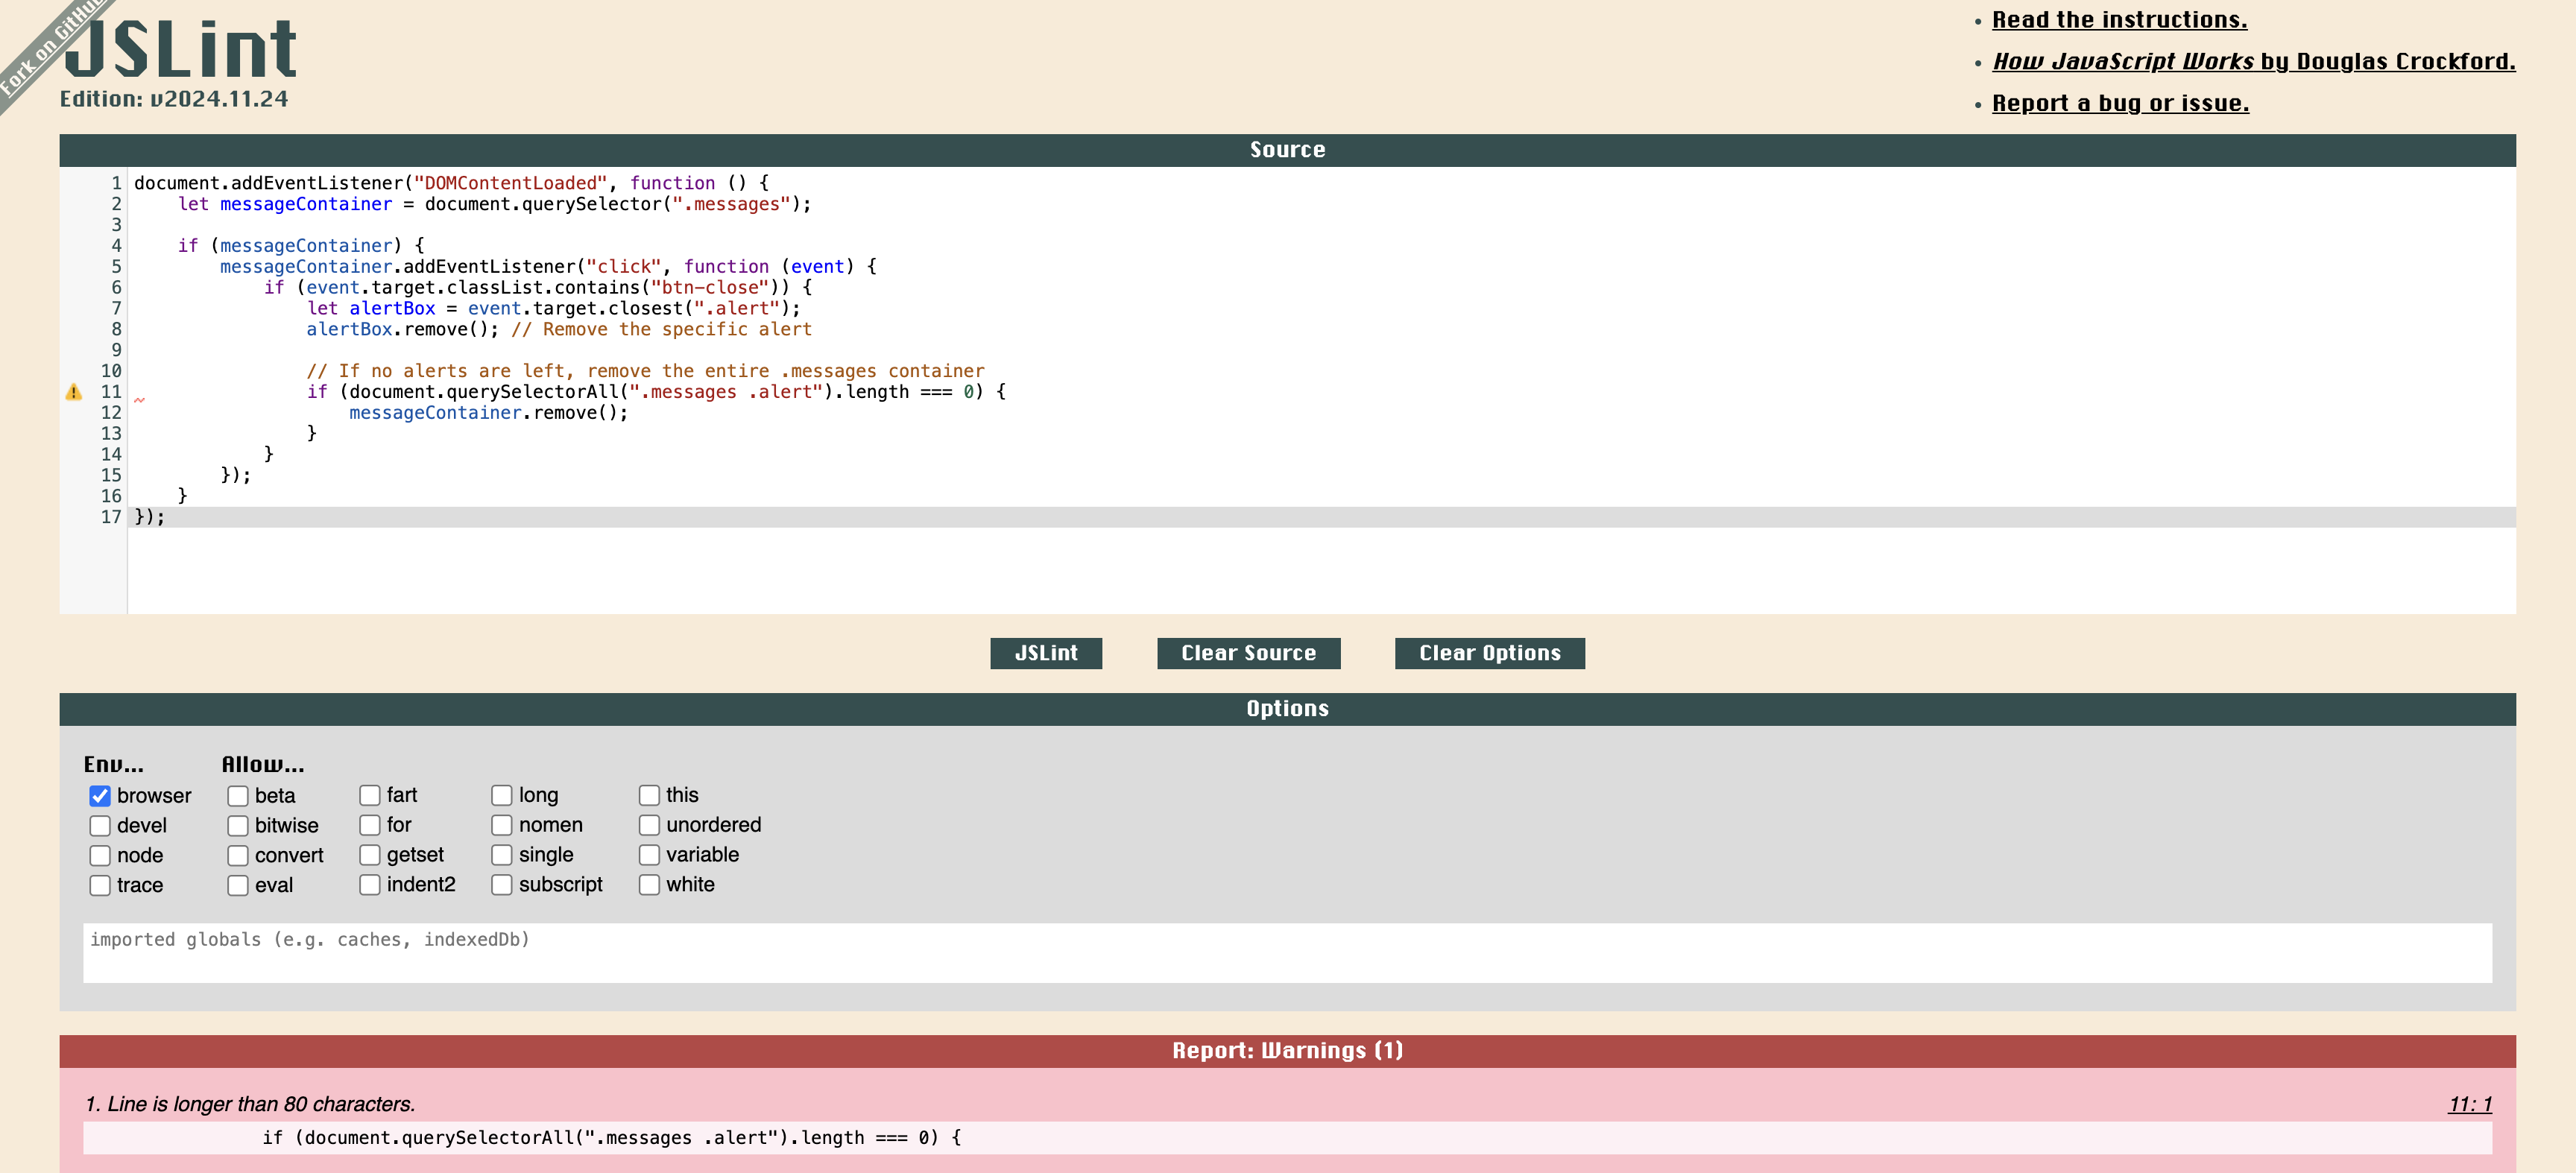 Fork on GitHub
JSLint
Edition: v2024.11.24
• Read the instructions.
• How JavaScript Works by Douglas Crockford.
• Report a bug or issue.
Source
1 document.addEventListener("DOMContentLoaded", function () {
2     let messageContainer = document.querySelector(".messages");
3
4     if (messageContainer) {
5         messageContainer.addEventListener("click", function (event) {
6             if (event.target.classList.contains("btn-close")) {
7                 let alertBox = event.target.closest(".alert");
8                 alertBox.remove(); // Remove the specific alert
9
10                 // If no alerts are left, remove the entire .messages container
11                 if (document.querySelectorAll(".messages .alert").length === 0) {
12                     messageContainer.remove();
13                 }
14             }
15         });
16     }
17 });
JSLint Clear Source Clear Options
Options
Env... Allow...
browser beta fart long this
devel bitwise for nomen unordered
node convert getset single variable
trace eval indent2 subscript white
imported globals (e.g. caches, indexedDb)
Report: Warnings (1)
1. Line is longer than 80 characters. 11: 1
if (document.querySelectorAll(".messages .alert").length === 0) {